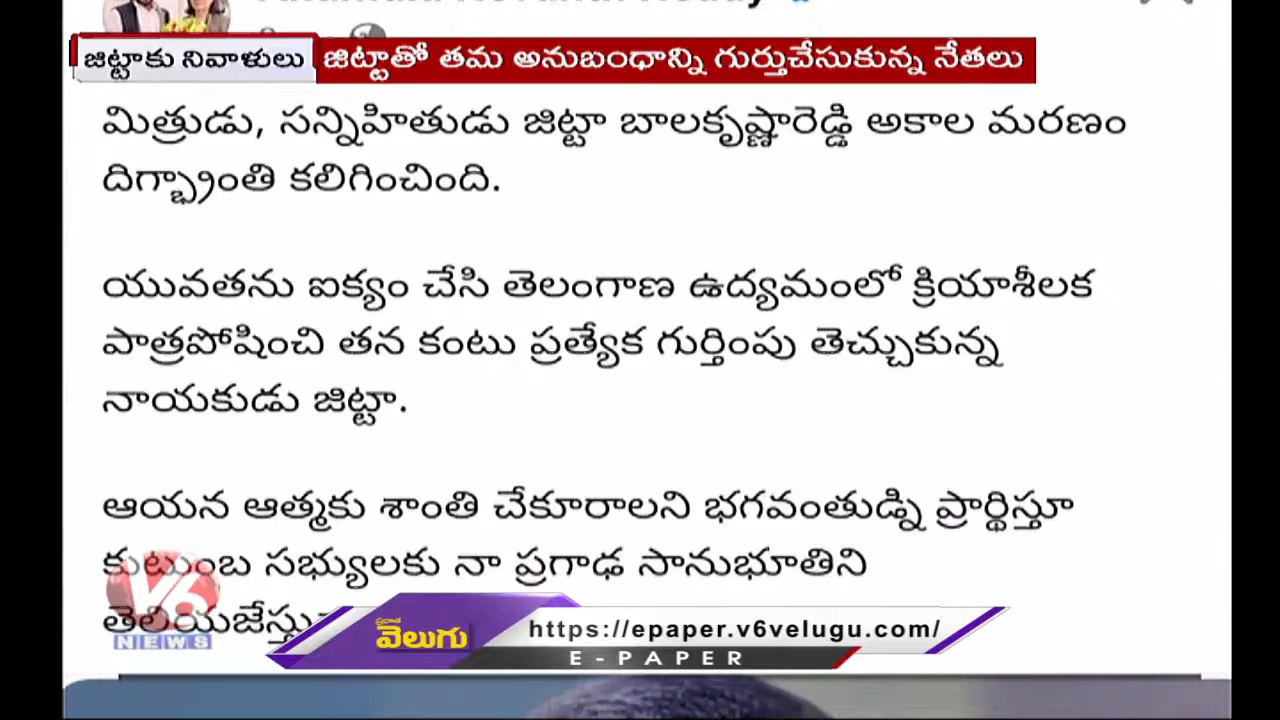 జిట్టాకు నివాళులు
జిట్టాతో తమ అనుబంధాన్ని గుర్తుచేసుకున్న నేతలు
మిత్రుడు, సన్నిహితుడు జిట్టా బాలకృష్ణారెడ్డి అకాల మరణం
దిగ్భ్రాంతి కలిగించింది.
యువతను ఐక్యం చేసి తెలంగాణ ఉద్యమంలో క్రియాశీలక
పాత్రపోషించి తన కంటు ప్రత్యేక గుర్తింపు తెచ్చుకున్న
నాయకుడు జిట్టా.
ఆయన ఆత్మకు శాంతి చేకూరాలని భగవంతుడ్ని ప్రార్థిస్తూ
కుటుంబ సభ్యులకు నా ప్రగాఢ సానుభూతిని
V6
NEWS
వెలుగు
https://epaper.v6velugu.com/
E-PAPER